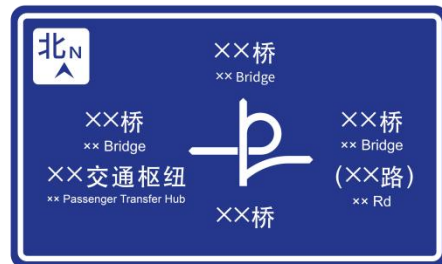 北N
××桥
×× Bridge
××桥
×× Bridge
××交通枢纽
×× Passenger Transfer Hub
××桥
×× Bridge
(××路)
×× Rd
××桥